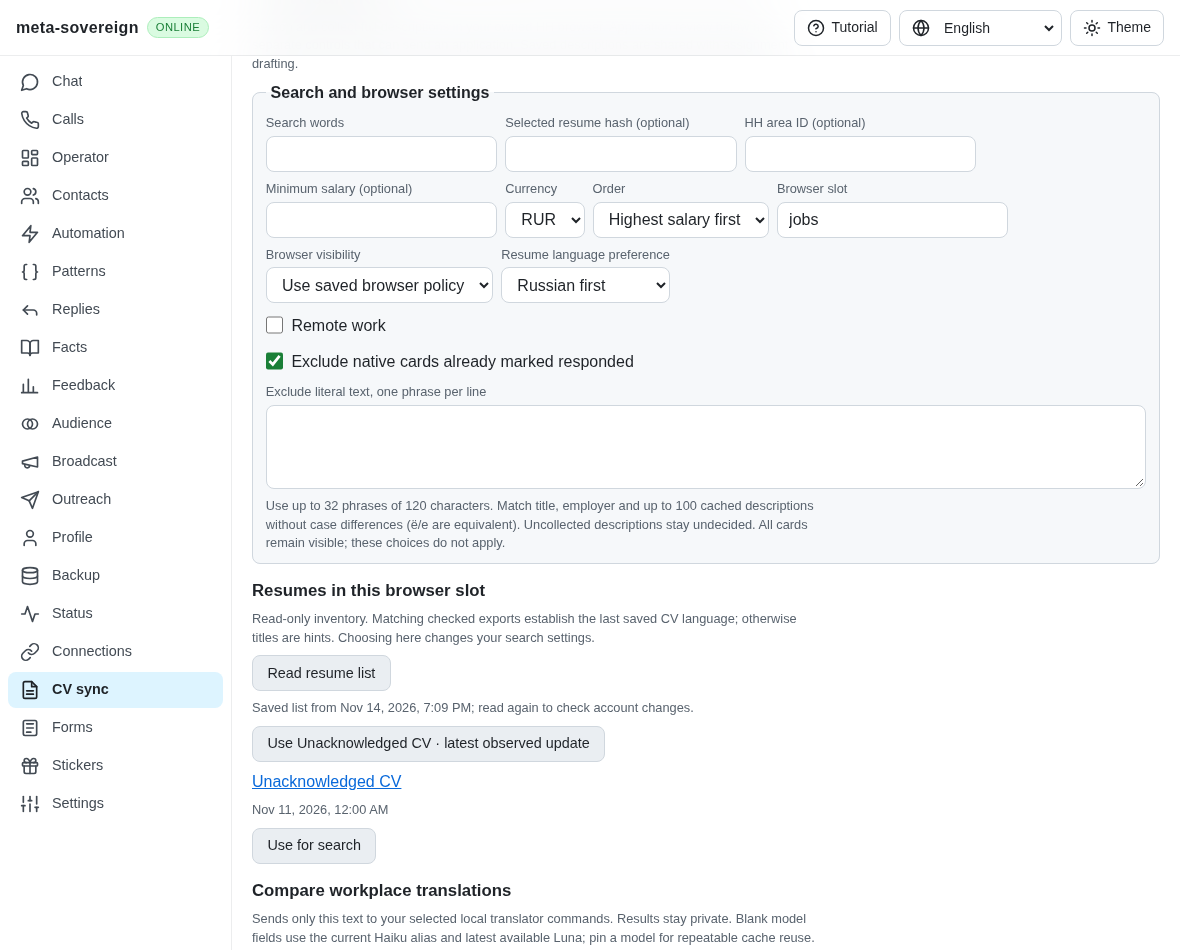 meta-sovereign ONLINE Tutorial English Theme
Chat
Calls
Operator
Contacts
Automation
Patterns
Replies
Facts
Feedback
Audience
Broadcast
Outreach
Profile
Backup
Status
Connections
CV sync
Forms
Stickers
Settings
drafting.
Search and browser settings
Search words Selected resume hash (optional) HH area ID (optional)
Minimum salary (optional) Currency Order Browser slot
RUR Highest salary first jobs
Browser visibility Resume language preference
Use saved browser policy Russian first
Remote work
Exclude native cards already marked responded
Exclude literal text, one phrase per line
Use up to 32 phrases of 120 characters. Match title, employer and up to 100 cached descriptions
without case differences (ё/е are equivalent). Uncollected descriptions stay undecided. All cards
remain visible; these choices do not apply.
Resumes in this browser slot
Read-only inventory. Matching checked exports establish the last saved CV language; otherwise
titles are hints. Choosing here changes your search settings.
Read resume list
Saved list from Nov 14, 2026, 7:09 PM; read again to check account changes.
Use Unacknowledged CV · latest observed update
Unacknowledged CV
Nov 11, 2026, 12:00 AM
Use for search
Compare workplace translations
Sends only this text to your selected local translator commands. Results stay private. Blank model
fields use the current Haiku alias and latest available Luna; pin a model for repeatable cache reuse.